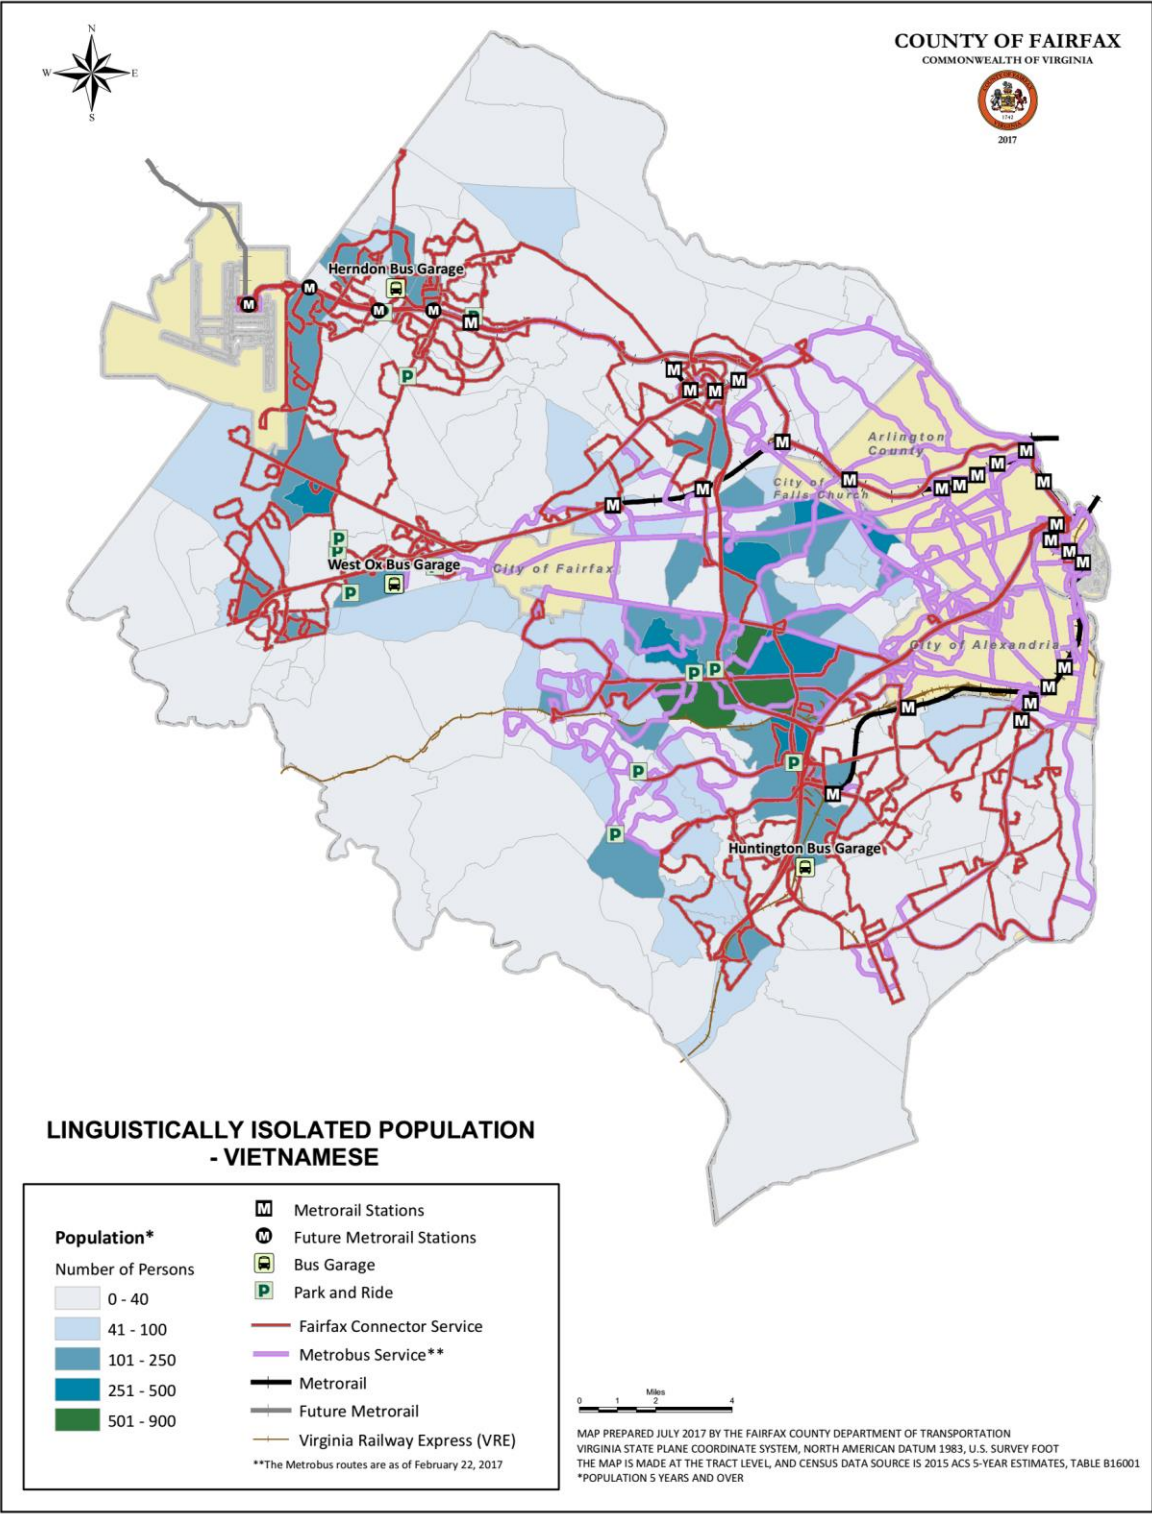 N
W
E
S
COUNTY OF FAIRFAX
COMMONWEALTH OF VIRGINIA
COUNTY OF FAIRFAX
1742
VIRGINIA
2017
Herndon Bus Garage
Arlington
County
City of
Falls Church
West Ox Bus Garage
City of Fairfax
City of Alexandria
Huntington Bus Garage
LINGUISTICALLY ISOLATED POPULATION
- VIETNAMESE
Population*
Number of Persons
0 - 40
41 - 100
101 - 250
251 - 500
501 - 900
M Metrorail Stations
M Future Metrorail Stations
Bus Garage
P Park and Ride
Fairfax Connector Service
Metrobus Service**
Metrorail
Future Metrorail
Virginia Railway Express (VRE)
**The Metrobus routes are as of February 22, 2017
Miles
0 1 2 4
MAP PREPARED JULY 2017 BY THE FAIRFAX COUNTY DEPARTMENT OF TRANSPORTATION
VIRGINIA STATE PLANE COORDINATE SYSTEM, NORTH AMERICAN DATUM 1983, U.S. SURVEY FOOT
THE MAP IS MADE AT THE TRACT LEVEL, AND CENSUS DATA SOURCE IS 2015 ACS 5-YEAR ESTIMATES, TABLE B16001
*POPULATION 5 YEARS AND OVER